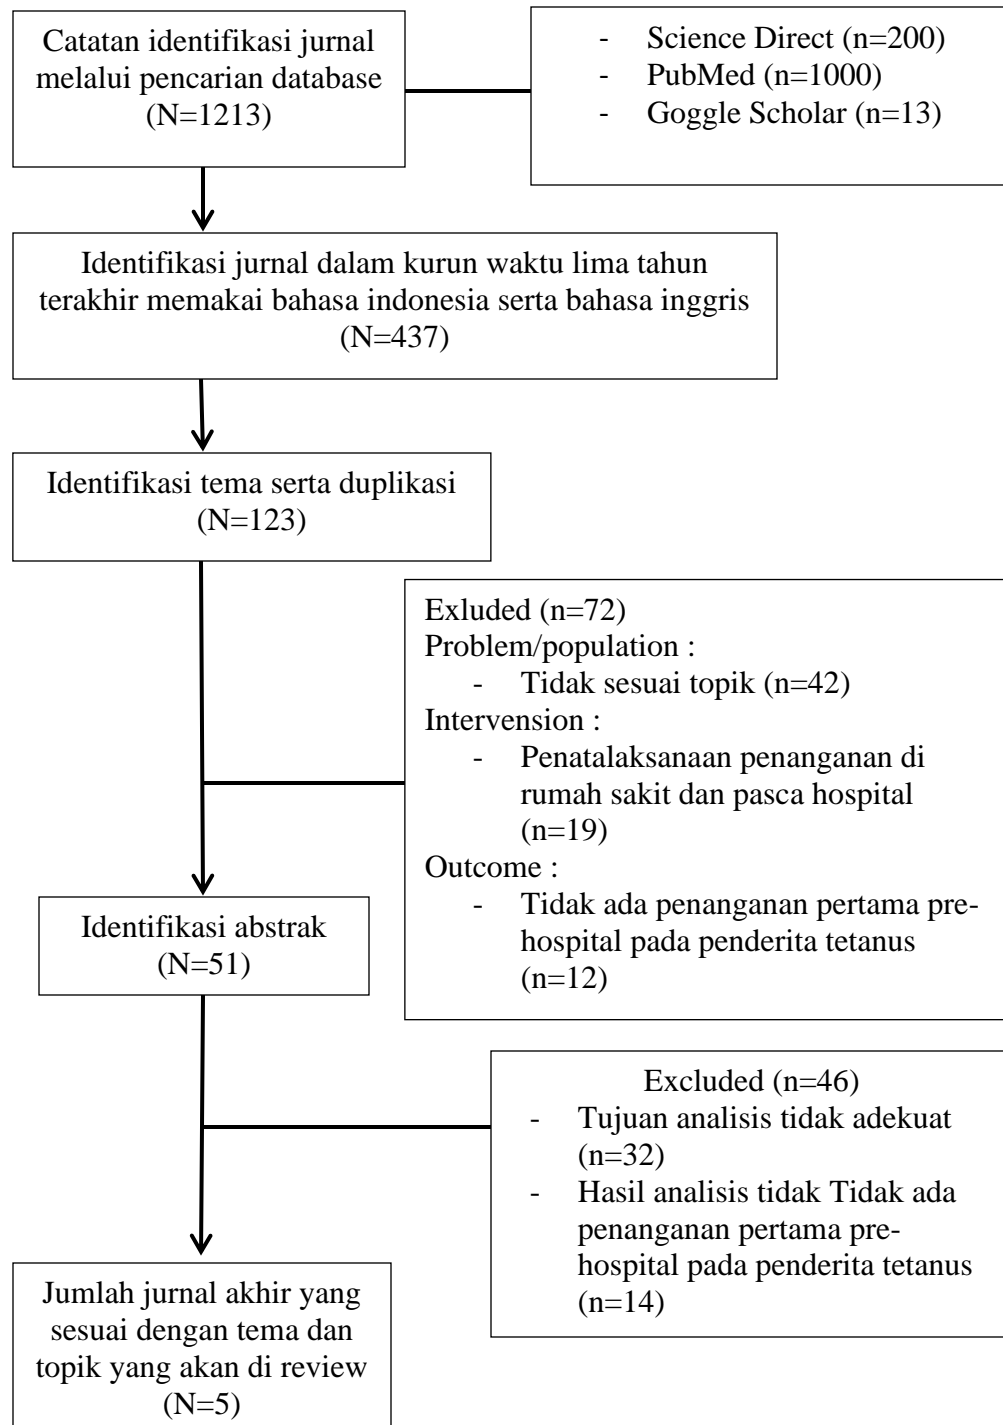 Catatan identifikasi jurnal
melalui pencarian database
(N=1213)
- Science Direct (n=200)
- PubMed (n=1000)
- Goggle Scholar (n=13)
Identifikasi jurnal dalam kurun waktu lima tahun
terakhir memakai bahasa indonesia serta bahasa inggris
(N=437)
Identifikasi tema serta duplikasi
(N=123)
Exluded (n=72)
Problem/population :
- Tidak sesuai topik (n=42)
Intervension :
- Penatalaksanaan penanganan di
rumah sakit dan pasca hospital
(n=19)
Outcome :
- Tidak ada penanganan pertama pre-
hospital pada penderita tetanus
(n=12)
Identifikasi abstrak
(N=51)
Excluded (n=46)
- Tujuan analisis tidak adekuat
(n=32)
- Hasil analisis tidak Tidak ada
penanganan pertama pre-
hospital pada penderita tetanus
(n=14)
Jumlah jurnal akhir yang
sesuai dengan tema dan
topik yang akan di review
(N=5)